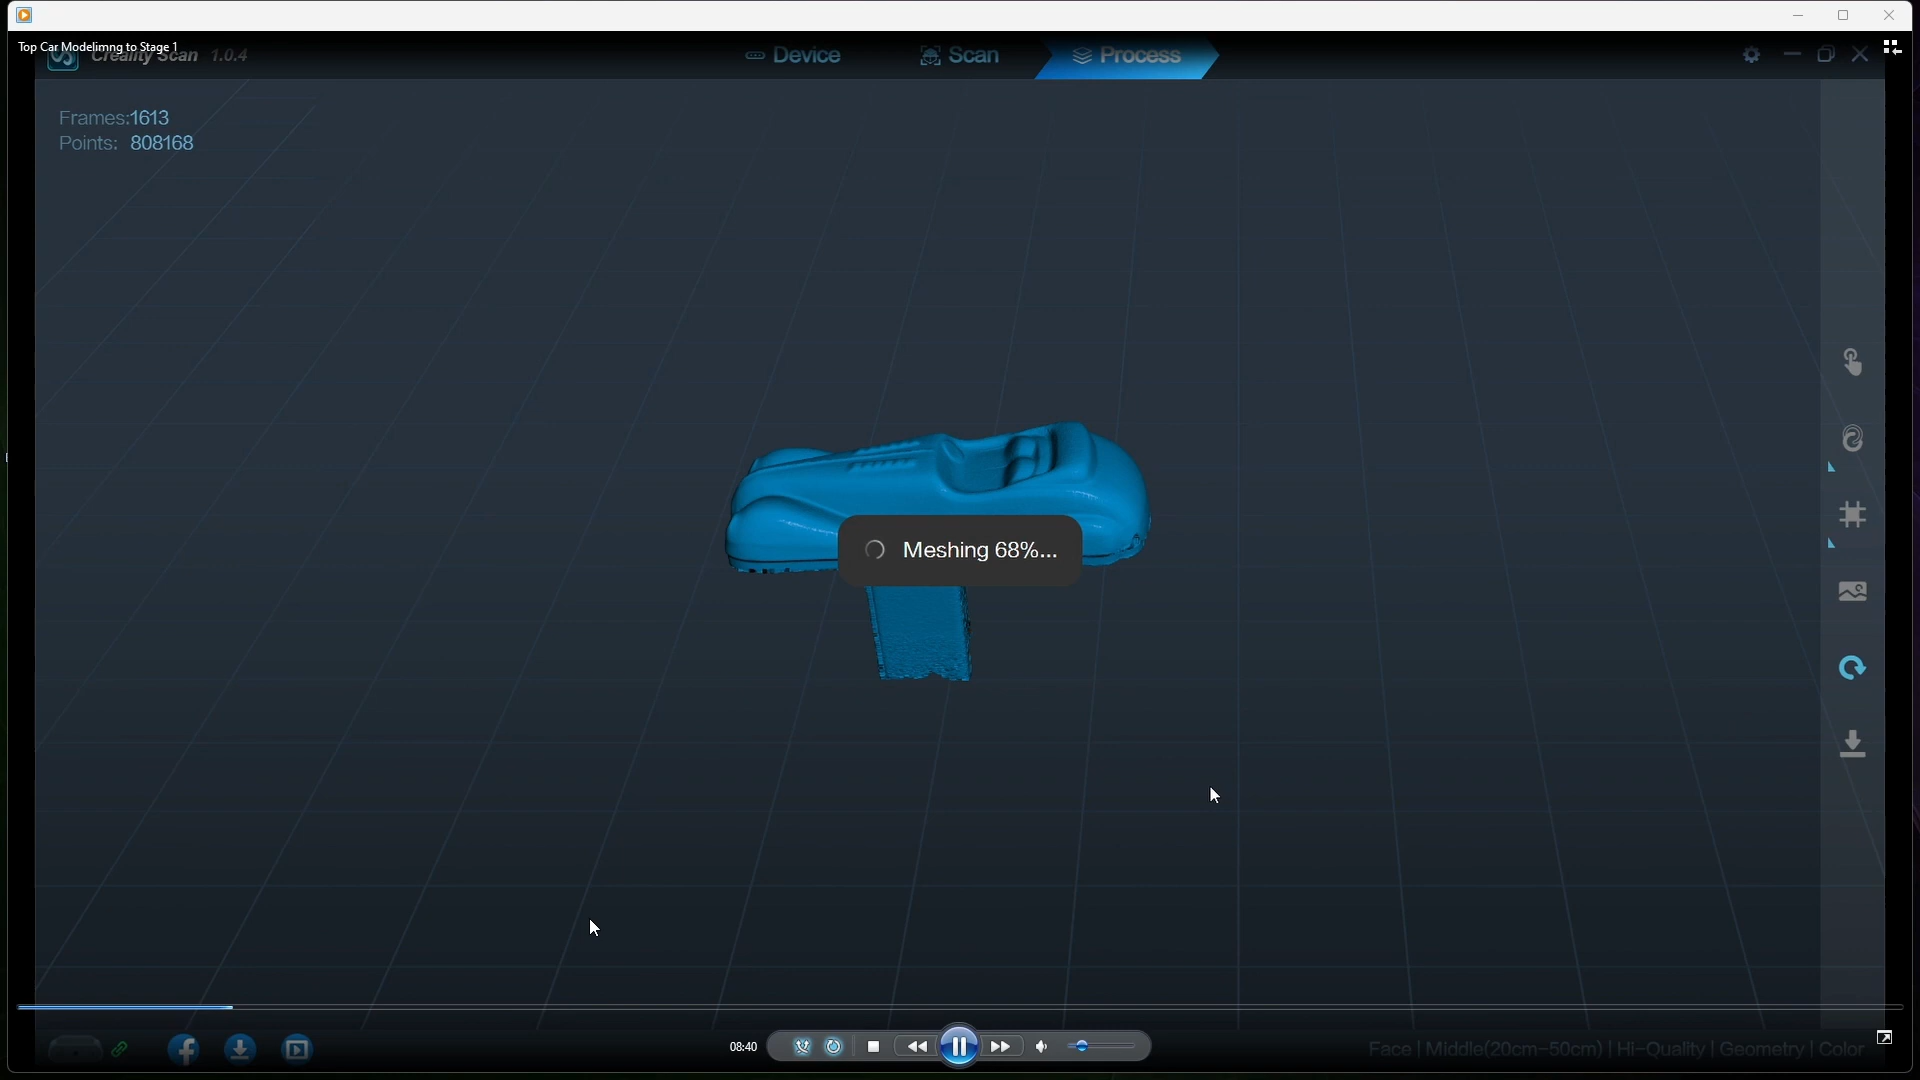 Top Car Modelimng to Stage 1
Creality Scan 1.0.4
Device
Scan
Process
Frames:1613
Points: 808168
Meshing 68%...
08:40
Face | Middle(20cm-50cm) | Hi-Quality | Geometry | Color